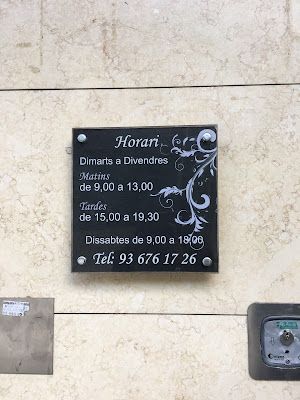 Horari
Dimarts a Divendres
Matins
de 9,00 a 13,00
Tardes
de 15,00 a 19,30
Dissabtes de 9,00 a 18,00
Tel: 93 676 17 26